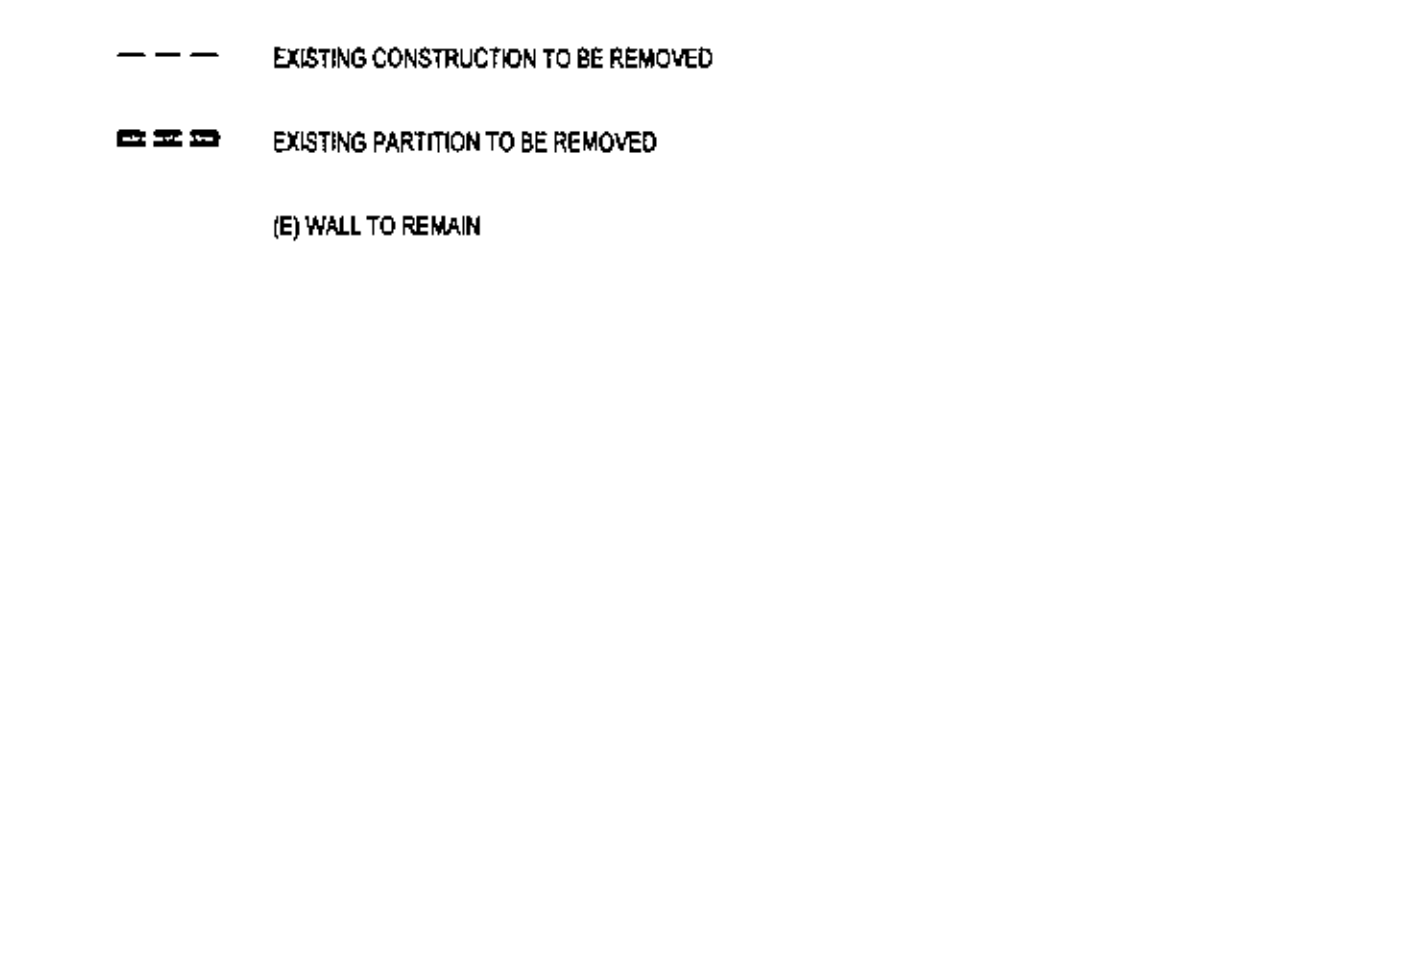 EXISTING CONSTRUCTION TO BE REMOVED
EXISTING PARTITION TO BE REMOVED
(E) WALL TO REMAIN